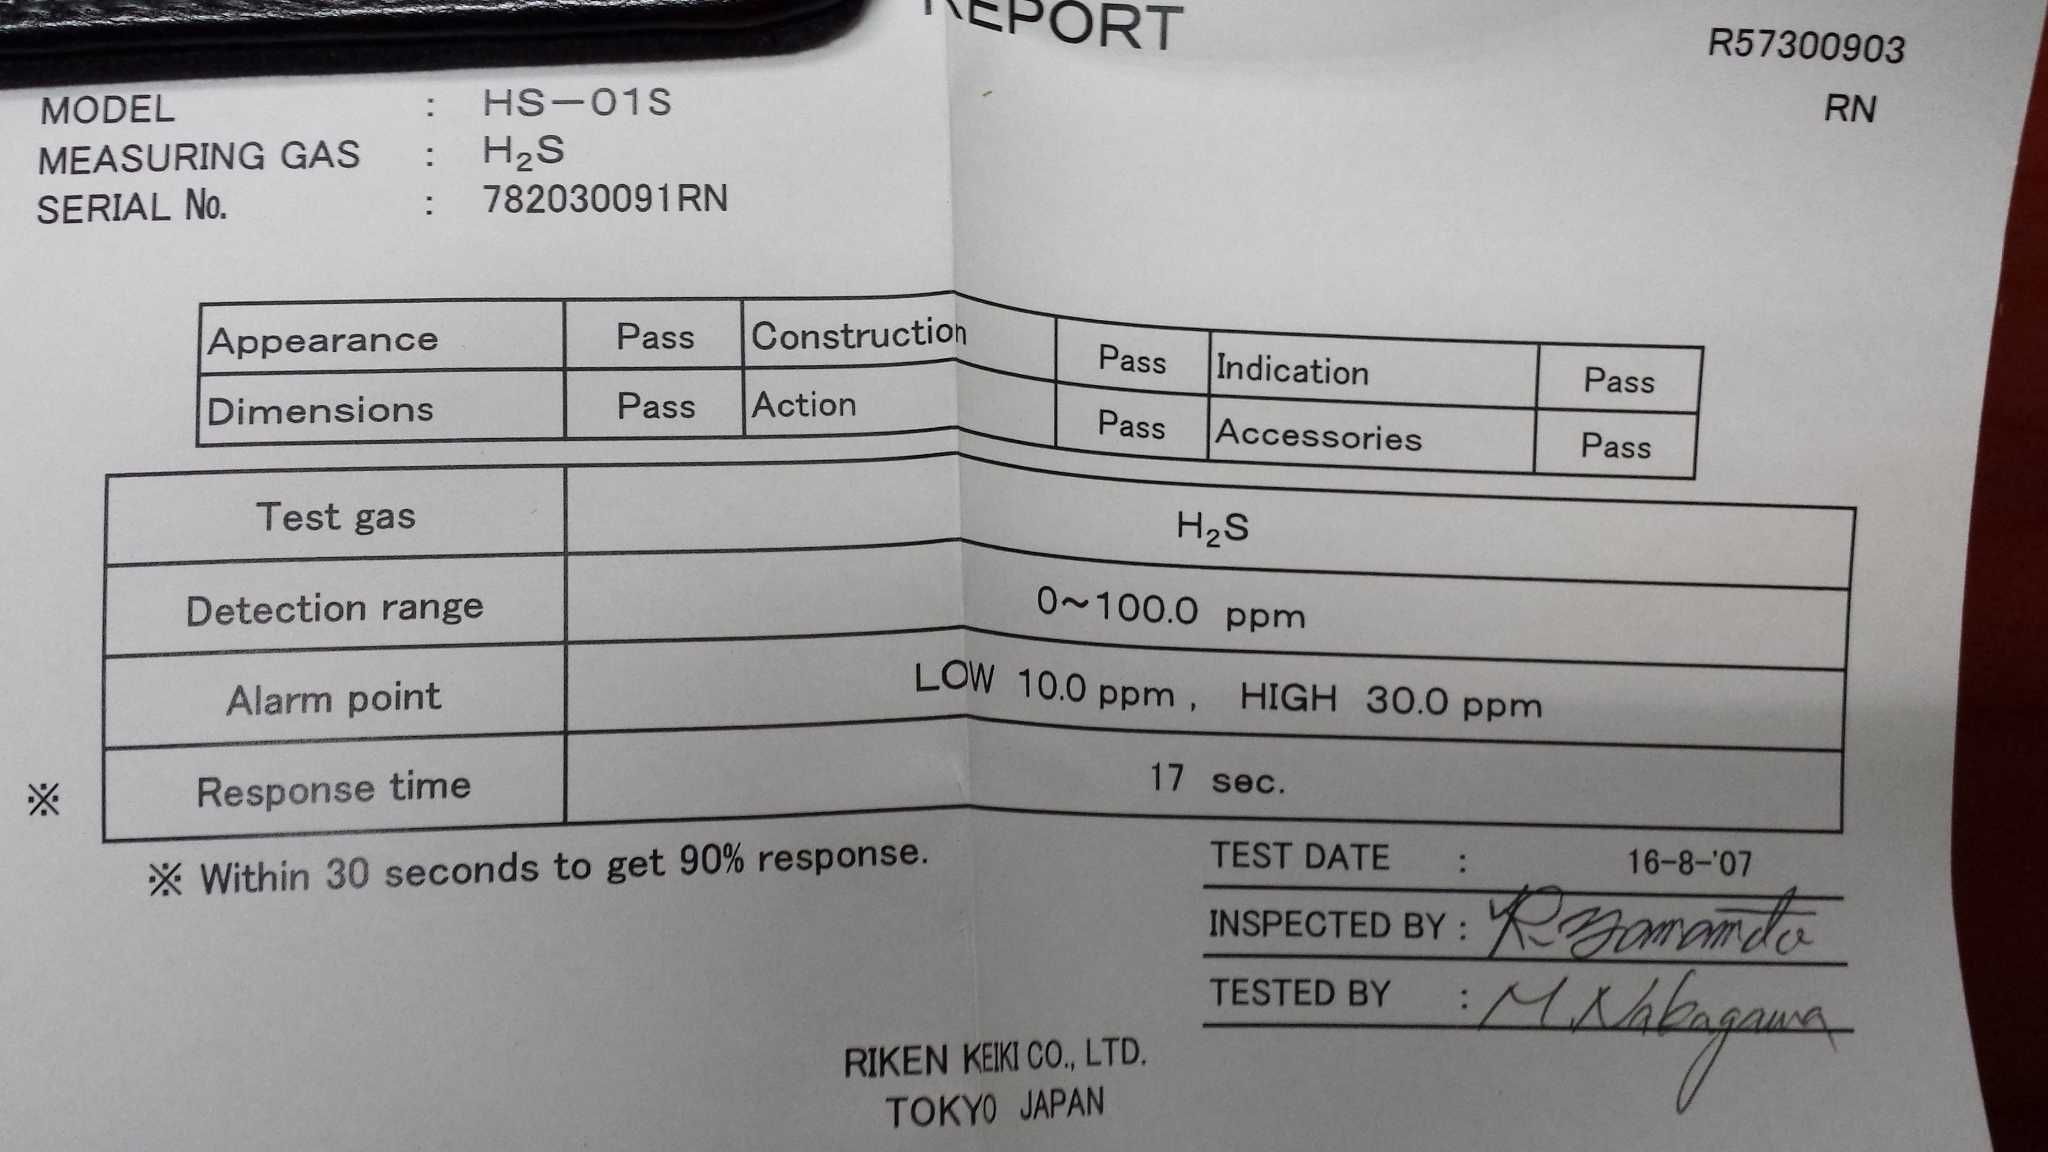 REPORT
R57300903
RN
MODEL : HS-01S
MEASURING GAS : H₂S
SERIAL No. : 782030091RN
Appearance Pass Construction Pass Indication Pass
Dimensions Pass Action Pass Accessories Pass
Test gas H₂S
Detection range 0~100.0 ppm
Alarm point LOW 10.0 ppm , HIGH 30.0 ppm
※ Response time 17 sec.
※ Within 30 seconds to get 90% response.
TEST DATE : 16-8-'07
INSPECTED BY : R. Yamamoto
TESTED BY : M. Nakagawa
RIKEN KEIKI CO., LTD.
TOKYO JAPAN